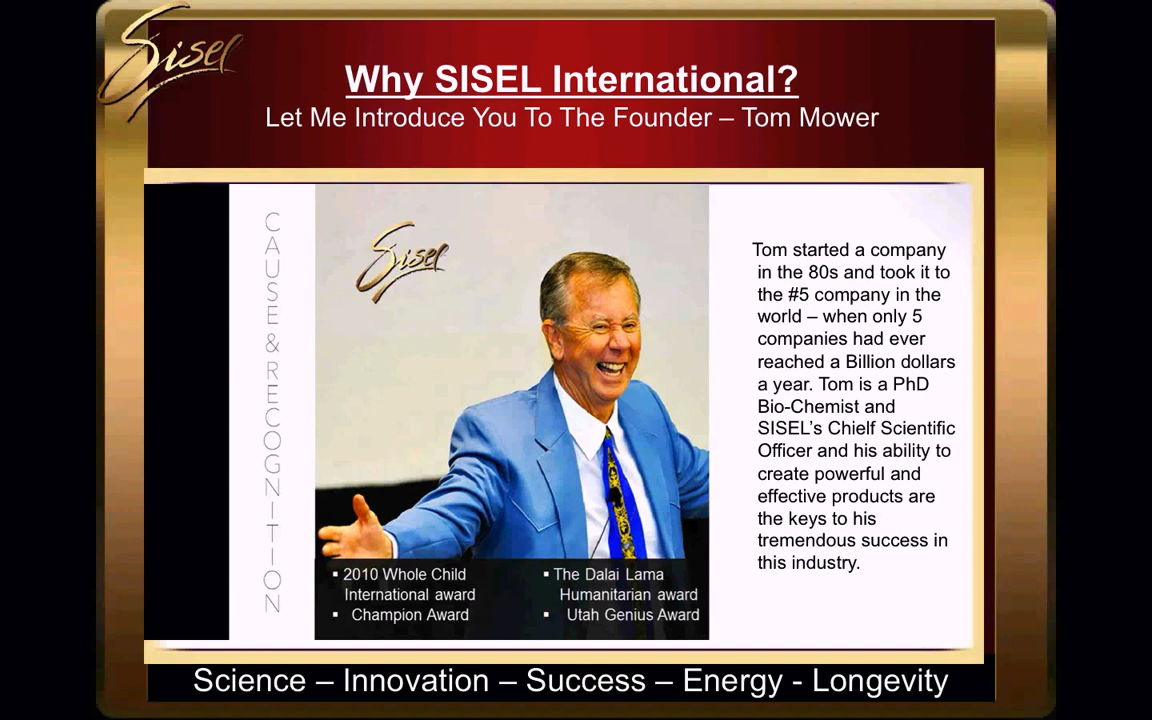 Sisel
Why SISEL International?
Let Me Introduce You To The Founder – Tom Mower
CAUSE & RECOGNITION
Sisel
Tom started a company
in the 80s and took it to
the #5 company in the
world – when only 5
companies had ever
reached a Billion dollars
a year. Tom is a PhD
Bio-Chemist and
SISEL’s Chielf Scientific
Officer and his ability to
create powerful and
effective products are
the keys to his
tremendous success in
this industry.
▪ 2010 Whole Child
International award
▪ Champion Award
▪ The Dalai Lama
Humanitarian award
▪ Utah Genius Award
Science – Innovation – Success – Energy - Longevity